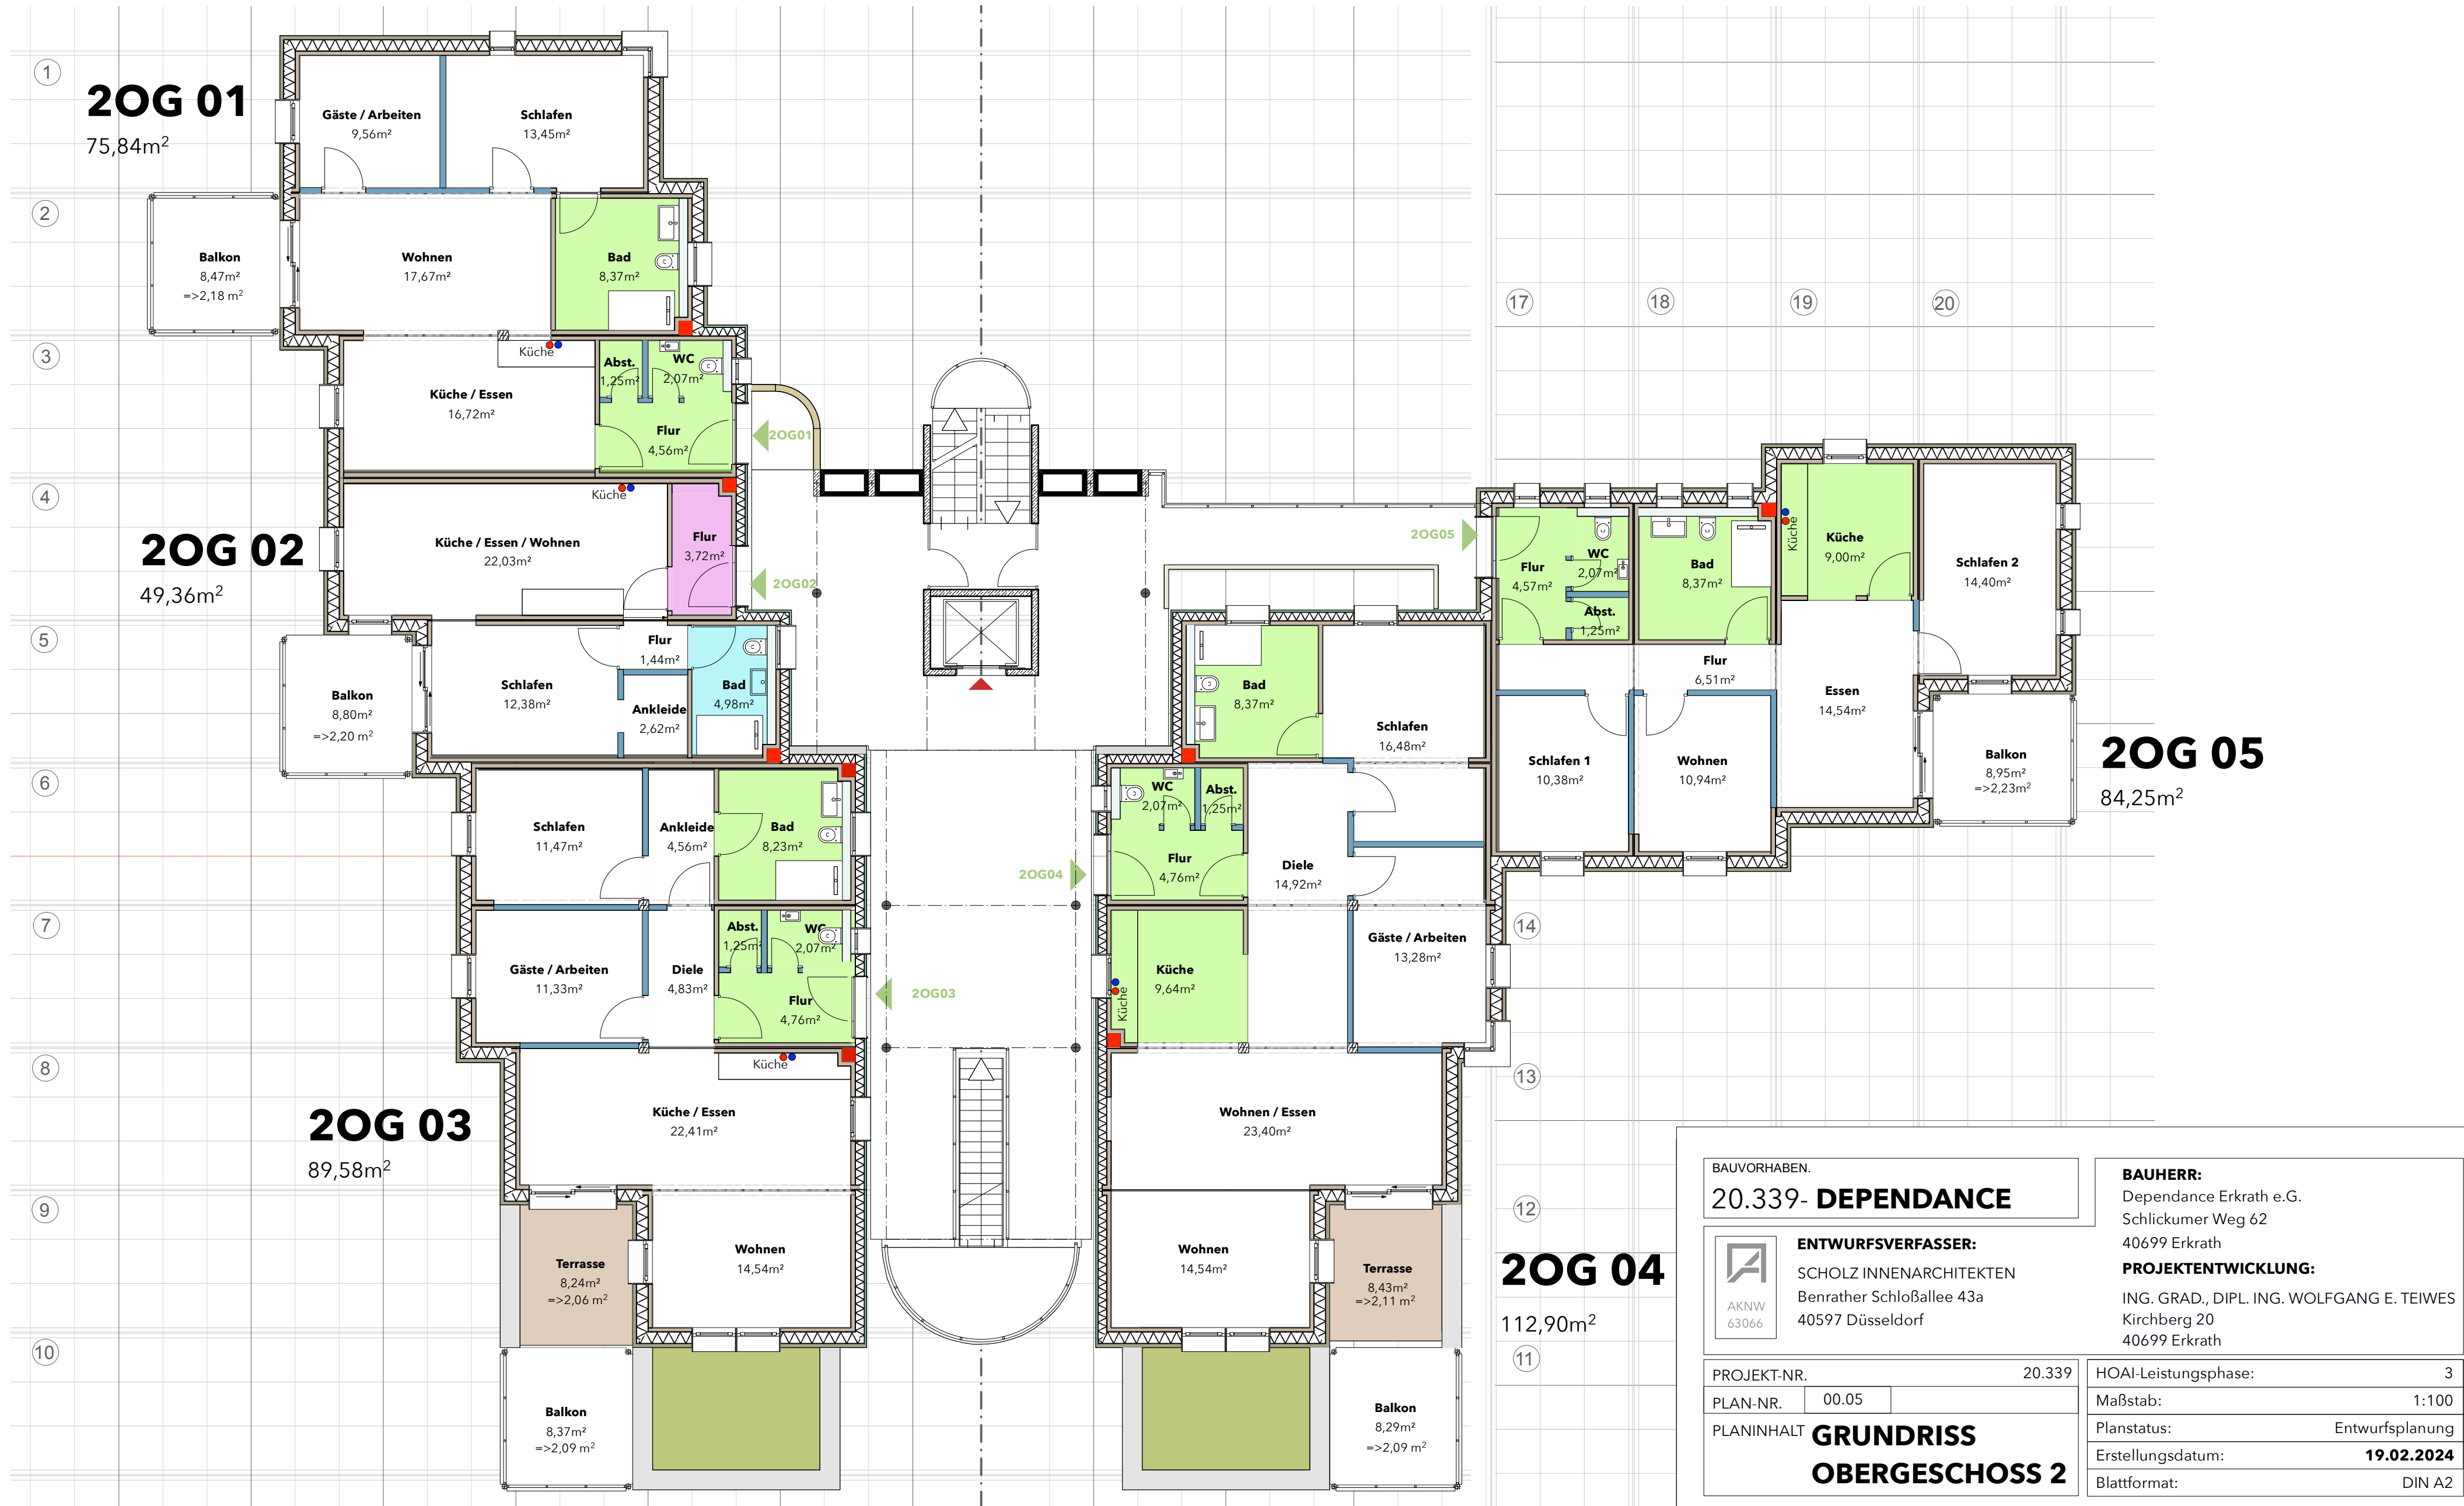 1
2OG 01
75,84m²
Gäste / Arbeiten
9,56m²
Schlafen
13,45m²
2
Balkon
8,47m²
=>2,18 m²
Wohnen
17,67m²
Bad
8,37m²
3
Küche
Küche / Essen
16,72m²
Abst.
1,25m²
WC
2,07m²
Flur
4,56m²
2OG01
4
2OG 02
49,36m²
Küche
Küche / Essen / Wohnen
22,03m²
Flur
3,72m²
2OG02
5
Balkon
8,80m²
=>2,20 m²
Schlafen
12,38m²
Flur
1,44m²
Ankleide
2,62m²
Bad
4,98m²
6
Schlafen
11,47m²
Ankleide
4,56m²
Bad
8,23m²
7
Gäste / Arbeiten
11,33m²
Diele
4,83m²
Abst.
1,25m²
WC
2,07m²
Flur
4,76m²
2OG03
8
2OG 03
89,58m²
Küche
Küche / Essen
22,41m²
9
Terrasse
8,24m²
=>2,06 m²
Wohnen
14,54m²
10
Balkon
8,37m²
=>2,09 m²
17
18
19
20
2OG05
Flur
4,57m²
WC
2,07m²
Abst.
1,25m²
Bad
8,37m²
Küche
Küche
9,00m²
Schlafen 2
14,40m²
Flur
6,51m²
Essen
14,54m²
Schlafen 1
10,38m²
Wohnen
10,94m²
Balkon
8,95m²
=>2,23m²
2OG 05
84,25m²
Bad
8,37m²
Schlafen
16,48m²
WC
2,07m²
Abst.
1,25m²
2OG04
Flur
4,76m²
Diele
14,92m²
14
Küche
Küche
9,64m²
Gäste / Arbeiten
13,28m²
13
Wohnen / Essen
23,40m²
12
Wohnen
14,54m²
Terrasse
8,43m²
=>2,11 m²
2OG 04
112,90m²
11
Balkon
8,29m²
=>2,09 m²
BAUVORHABEN.
20.339- DEPENDANCE
BAUHERR:
Dependance Erkrath e.G.
Schlickumer Weg 62
40699 Erkrath
ENTWURFSVERFASSER:
SCHOLZ INNENARCHITEKTEN
Benrather Schloßallee 43a
40597 Düsseldorf
AKNW
63066
PROJEKTENTWICKLUNG:
ING. GRAD., DIPL. ING. WOLFGANG E. TEIWES
Kirchberg 20
40699 Erkrath
PROJEKT-NR. 20.339
PLAN-NR. 00.05
PLANINHALT GRUNDRISS
OBERGESCHOSS 2
HOAI-Leistungsphase: 3
Maßstab: 1:100
Planstatus: Entwurfsplanung
Erstellungsdatum: 19.02.2024
Blattformat: DIN A2